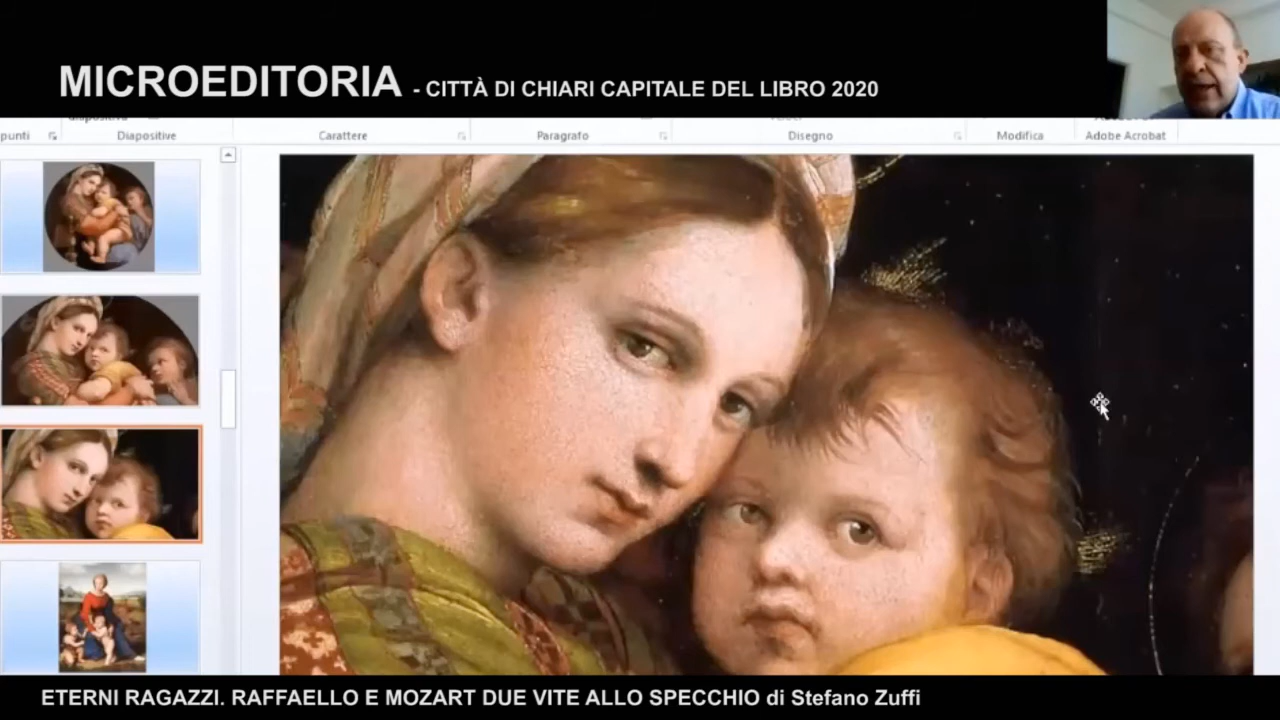 MICROEDITORIA - CITTÀ DI CHIARI CAPITALE DEL LIBRO 2020
punti Diapositive Carattere Paragrafo Disegno Modifica Adobe Acrobat
ETERNI RAGAZZI. RAFFAELLO E MOZART DUE VITE ALLO SPECCHIO di Stefano Zuffi